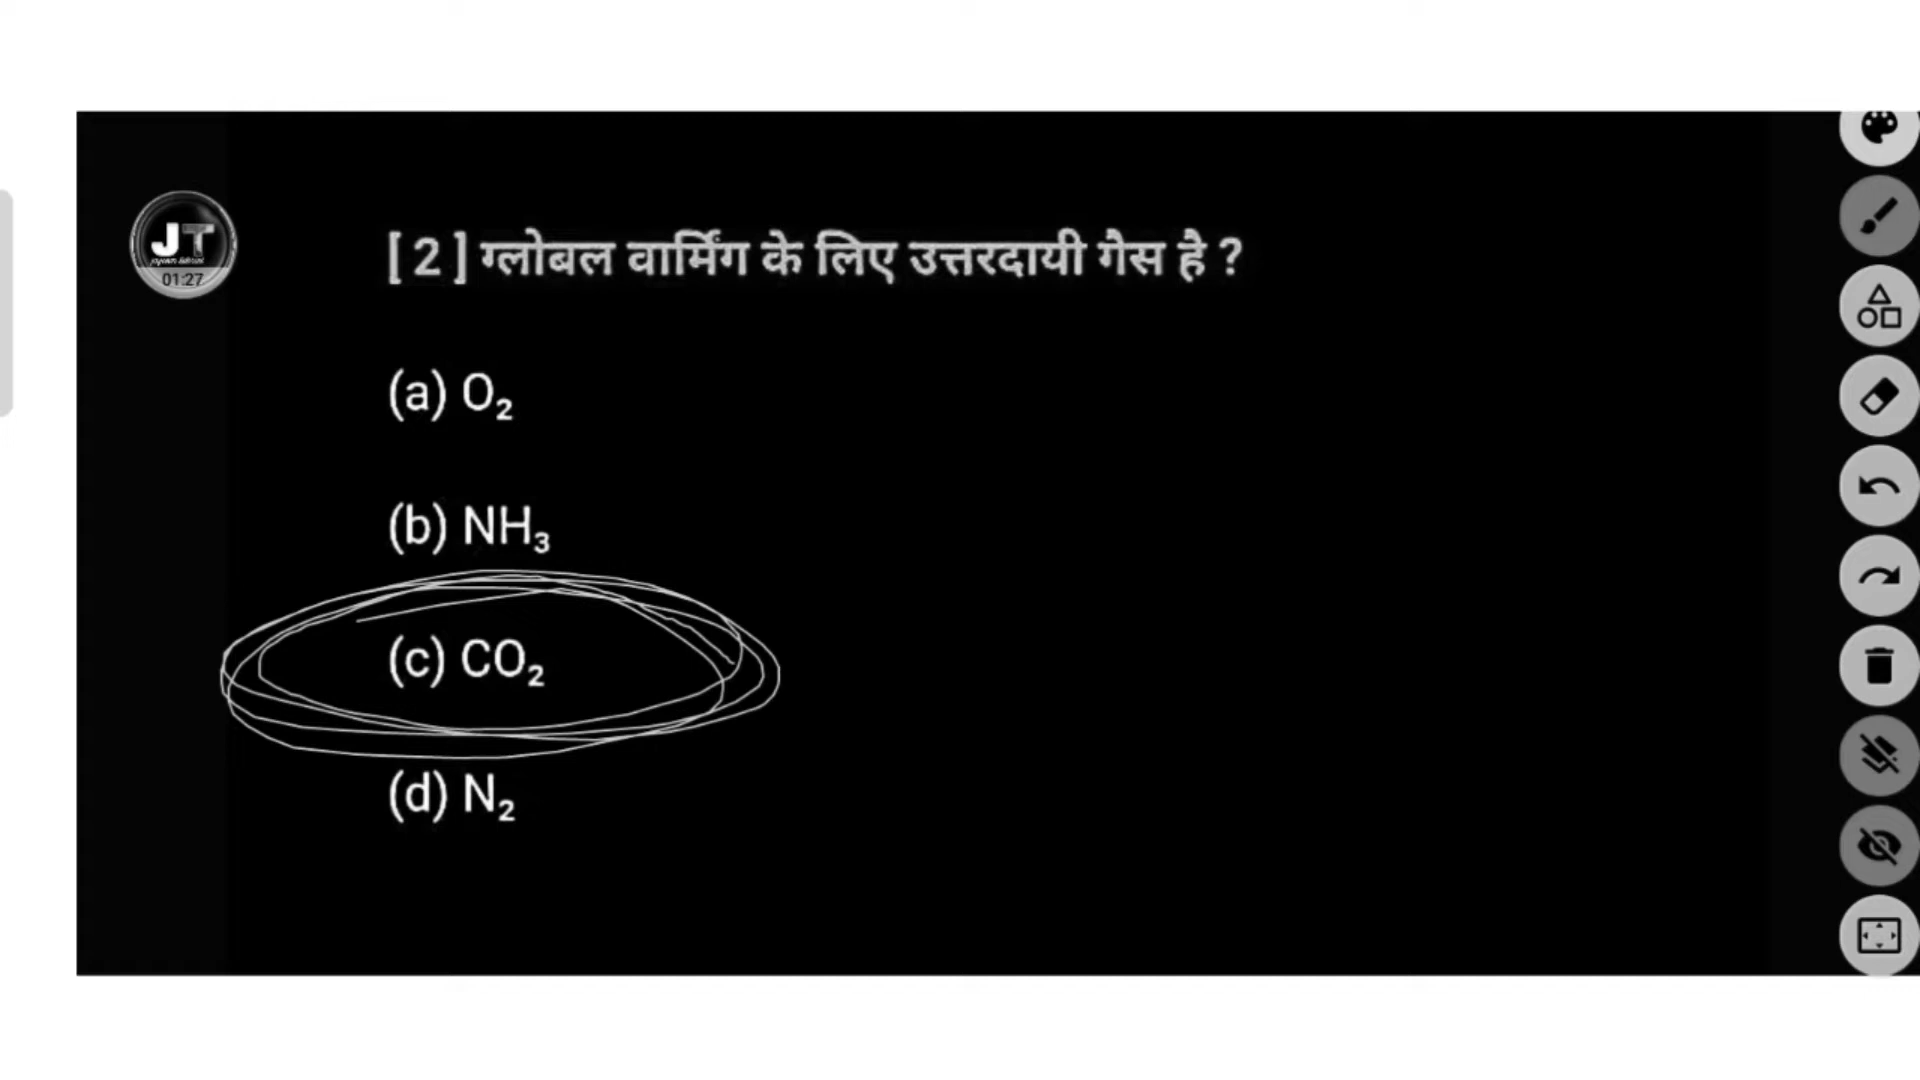 JT
01:27
[ 2 ] ग्लोबल वार्मिंग के लिए उत्तरदायी गैस है ?
(a) O₂
(b) NH₃
(c) CO₂
(d) N₂